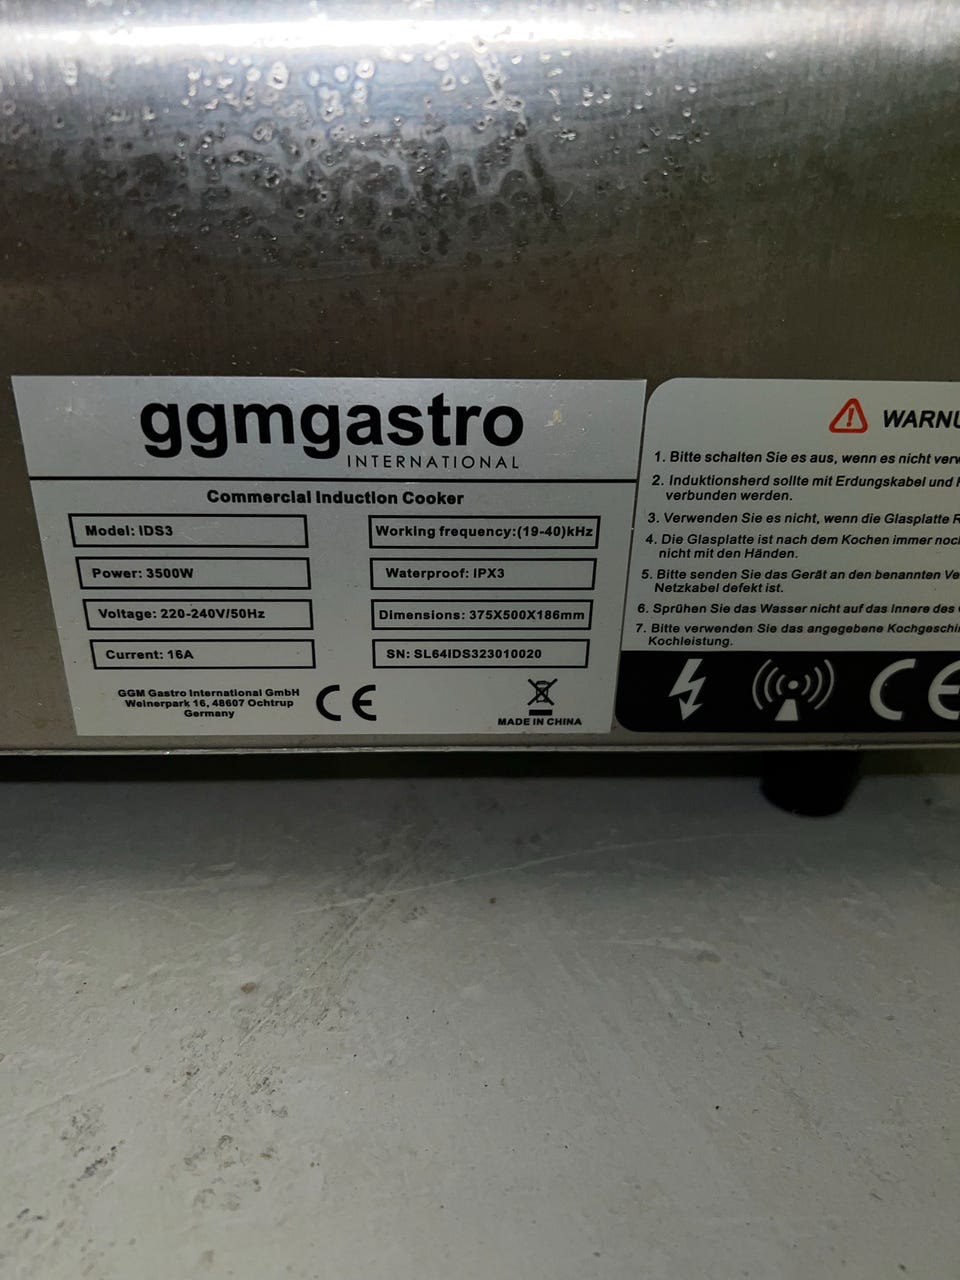 ggmgastro
INTERNATIONAL
Commercial Induction Cooker
Model: IDS3
Power: 3500W
Voltage: 220-240V/50Hz
Current: 16A
Working frequency:(19-40)kHz
Waterproof: IPX3
Dimensions: 375X500X186mm
SN: SL64IDS323010020
GGM Gastro International GmbH
Weinerpark 16, 48607 Ochtrup
Germany
CE
MADE IN CHINA
WARNU
1. Bitte schalten Sie es aus, wenn es nicht verw
2. Induktionsherd sollte mit Erdungskabel und
verbunden werden.
3. Verwenden Sie es nicht, wenn die Glasplatte R
4. Die Glasplatte ist nach dem Kochen immer noc
nicht mit den Händen.
5. Bitte senden Sie das Gerät an den benannten Ve
Netzkabel defekt ist.
6. Sprühen Sie das Wasser nicht auf das Innere des
7. Bitte verwenden Sie das angegebene Kochgeschi
Kochleistung.
CE